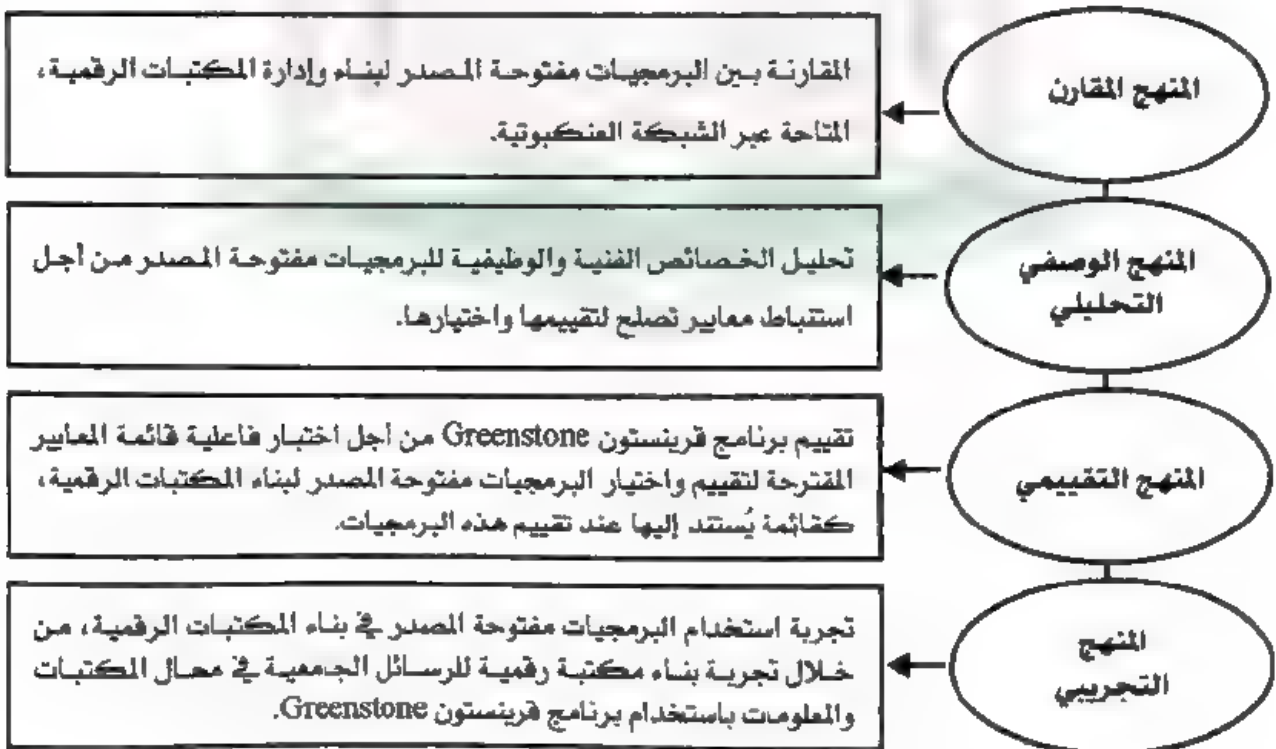 المنهج المقارن
المقارنة بين البرمجيات مفتوحة المصدر لبناء وإدارة المكتبات الرقمية،
المتاحة عبر الشبكة العنكبوتية.
المنهج الوصفي
التحليلي
تحليل الخصائص الفنية والوظيفية للبرمجيات مفتوحة المصدر من أجل
استنباط معايير تصلح لتقييمها واختيارها.
المنهج التقييمي
تقييم برنامج قرينستون Greenstone من أجل اختبار فاعلية قائمة المعايير
المقترحة لتقييم واختيار البرمجيات مفتوحة المصدر لبناء المكتبات الرقمية،
كقائمة يُستند إليها عند تقييم هذه البرمجيات.
المنهج
التجريبي
تجربة استخدام البرمجيات مفتوحة المصدر في بناء المكتبات الرقمية، من
خلال تجربة بناء مكتبة رقمية للرسائل الجمعية في مجال المكتبات
والمعلومات باستخدام برنامج قرينستون Greenstone.